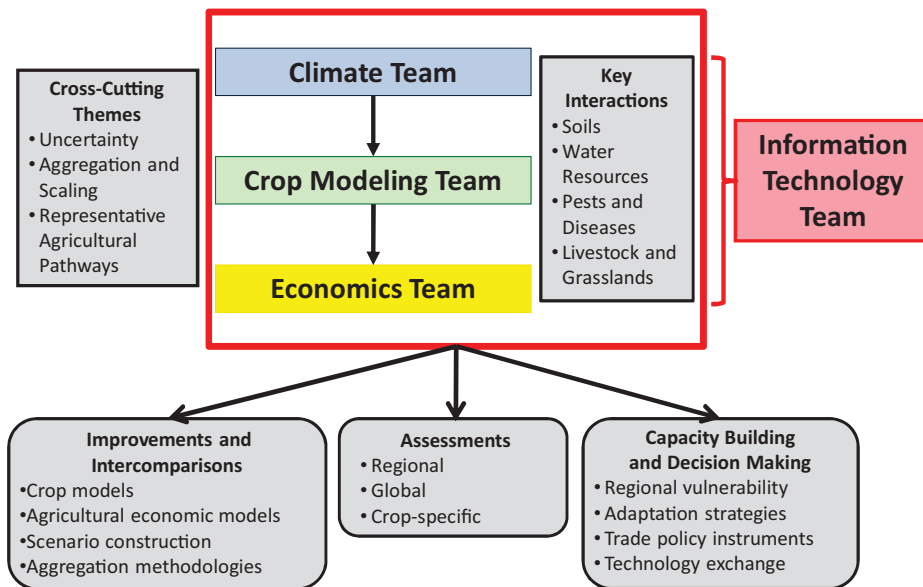 Climate Team
Cross-Cutting
Themes
• Uncertainty
• Aggregation and
Scaling
• Representative
Agricultural
Pathways
Crop Modeling Team
Economics Team
Key
Interactions
• Soils
• Water
Resources
• Pests and
Diseases
• Livestock and
Grasslands
Information
Technology
Team
Improvements and
Intercomparisons
•Crop models
•Agricultural economic models
•Scenario construction
•Aggregation methodologies
Assessments
• Regional
• Global
• Crop-specific
Capacity Building
and Decision Making
• Regional vulnerability
• Adaptation strategies
• Trade policy instruments
• Technology exchange